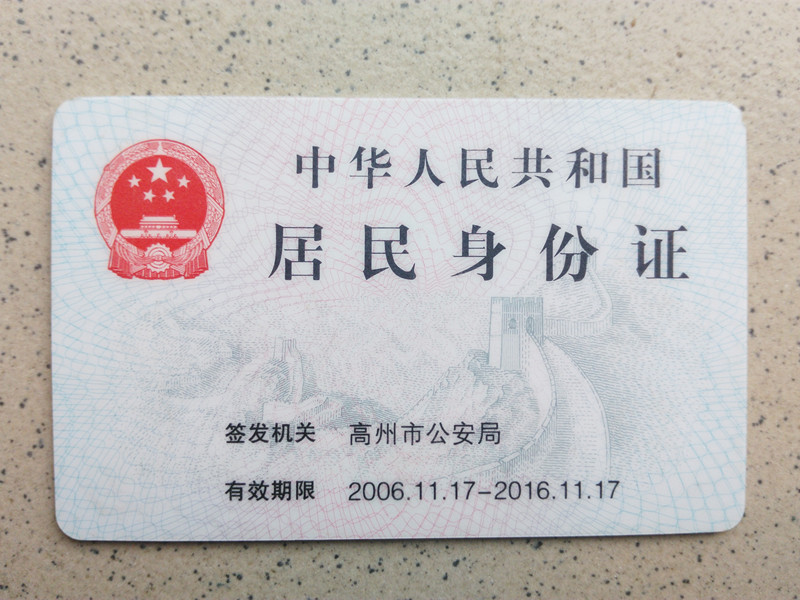 中华人民共和国
居民身份证
签发机关 高州市公安局
有效期限 2006.11.17-2016.11.17